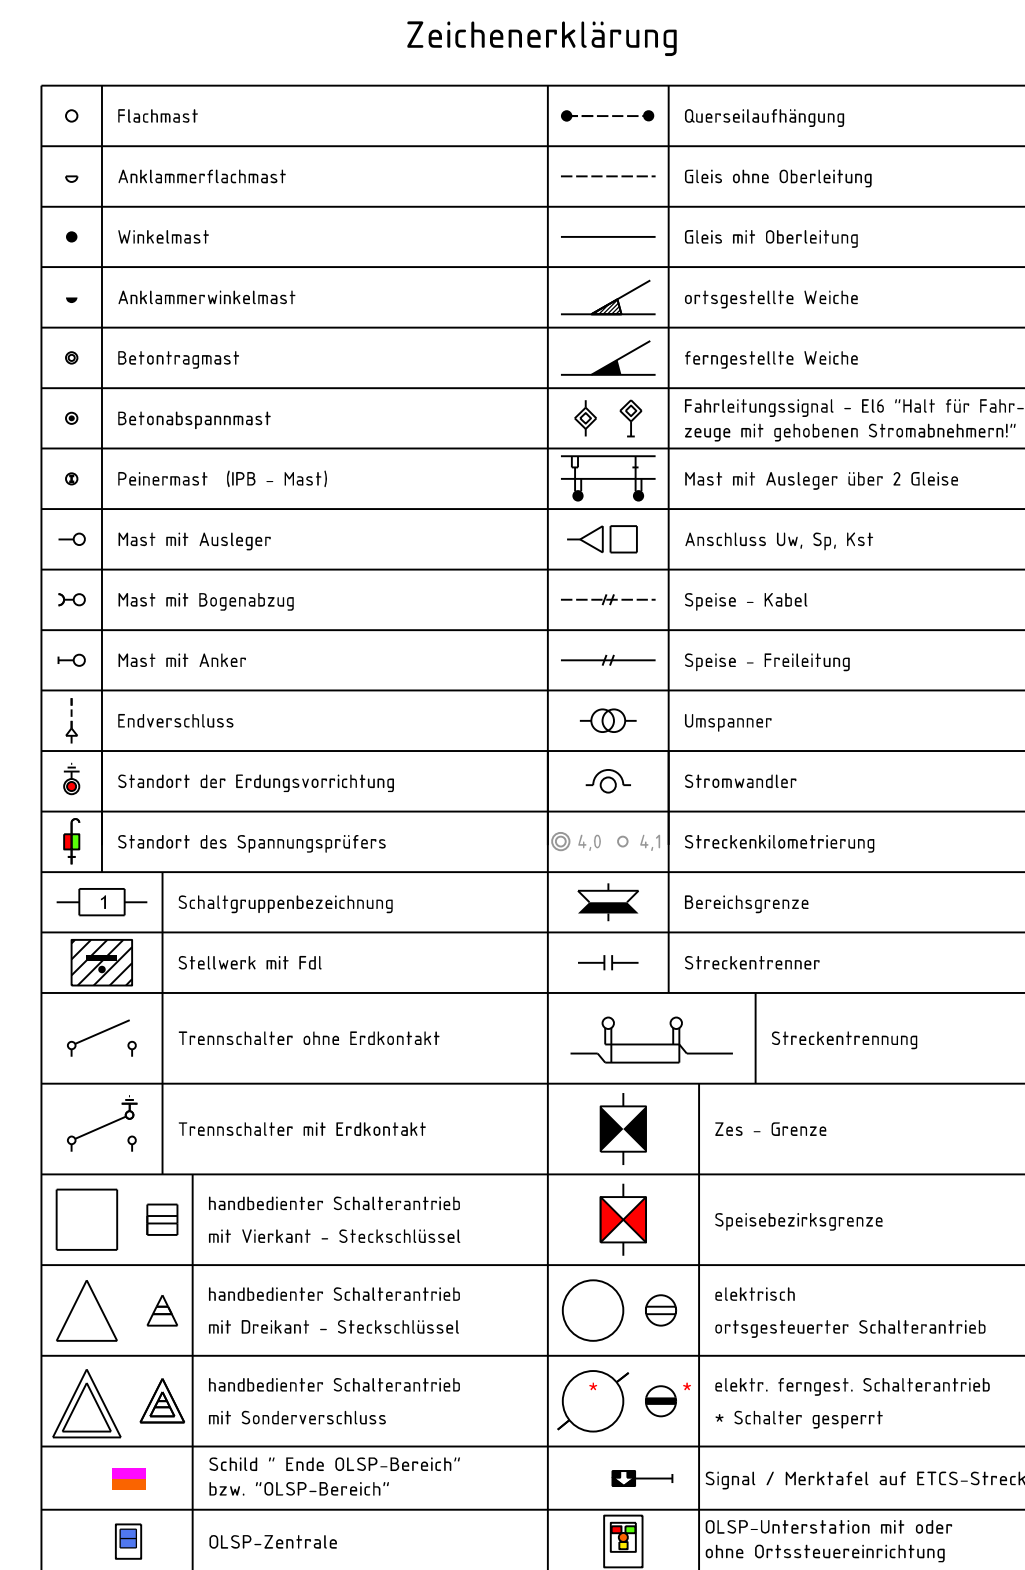 Zeichenerklärung
Flachmast
Querseilaufhängung
Anklammerflachmast
Gleis ohne Oberleitung
Winkelmast
Gleis mit Oberleitung
Anklammerwinkelmast
ortsgestellte Weiche
Betontragmast
ferngestellte Weiche
Betonabspannmast
Fahrleitungssignal - El6 "Halt für Fahr-
zeuge mit gehobenen Stromabnehmern!"
Peinermast (IPB - Mast)
Mast mit Ausleger über 2 Gleise
Mast mit Ausleger
Anschluss Uw, Sp, Kst
Mast mit Bogenabzug
Speise - Kabel
Mast mit Anker
Speise - Freileitung
Endverschluss
Umspanner
Standort der Erdungsvorrichtung
Stromwandler
Standort des Spannungsprüfers
4,0 4,1
Streckenkilometrierung
1
Schaltgruppenbezeichnung
Bereichsgrenze
Stellwerk mit Fdl
Streckentrenner
Trennschalter ohne Erdkontakt
Streckentrennung
Trennschalter mit Erdkontakt
Zes - Grenze
handbedienter Schalterantrieb
mit Vierkant - Steckschlüssel
Speisebezirksgrenze
handbedienter Schalterantrieb
mit Dreikant - Steckschlüssel
elektrisch
ortsgesteuerter Schalterantrieb
handbedienter Schalterantrieb
mit Sonderverschluss
* *
elektr. ferngest. Schalterantrieb
* Schalter gesperrt
Schild " Ende OLSP-Bereich"
bzw. "OLSP-Bereich"
Signal / Merktafel auf ETCS-Streck
OLSP-Zentrale
OLSP-Unterstation mit oder
ohne Ortssteuereinrichtung